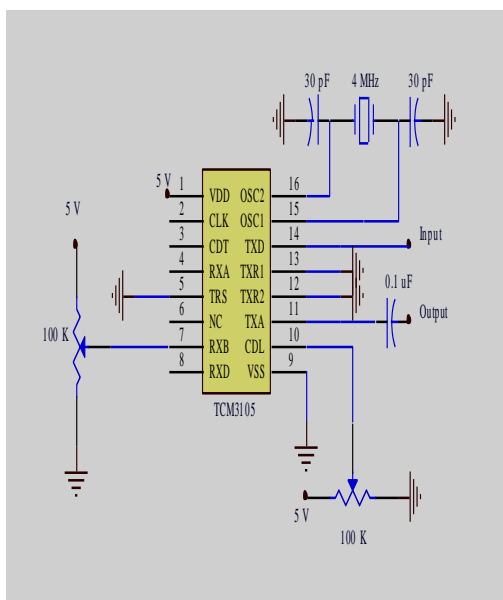 30 pF 4 MHz 30 pF
5 V 1 VDD OSC2 16
2 CLK OSC1 15
5 V
3 CDT TXD 14 Input
4 RXA TXR1 13
5 TRS TXR2 12 0.1 uF
6 NC TXA 11 Output
100 K 7 RXB CDL 10
8 RXD VSS 9
TCM3105
5 V
100 K